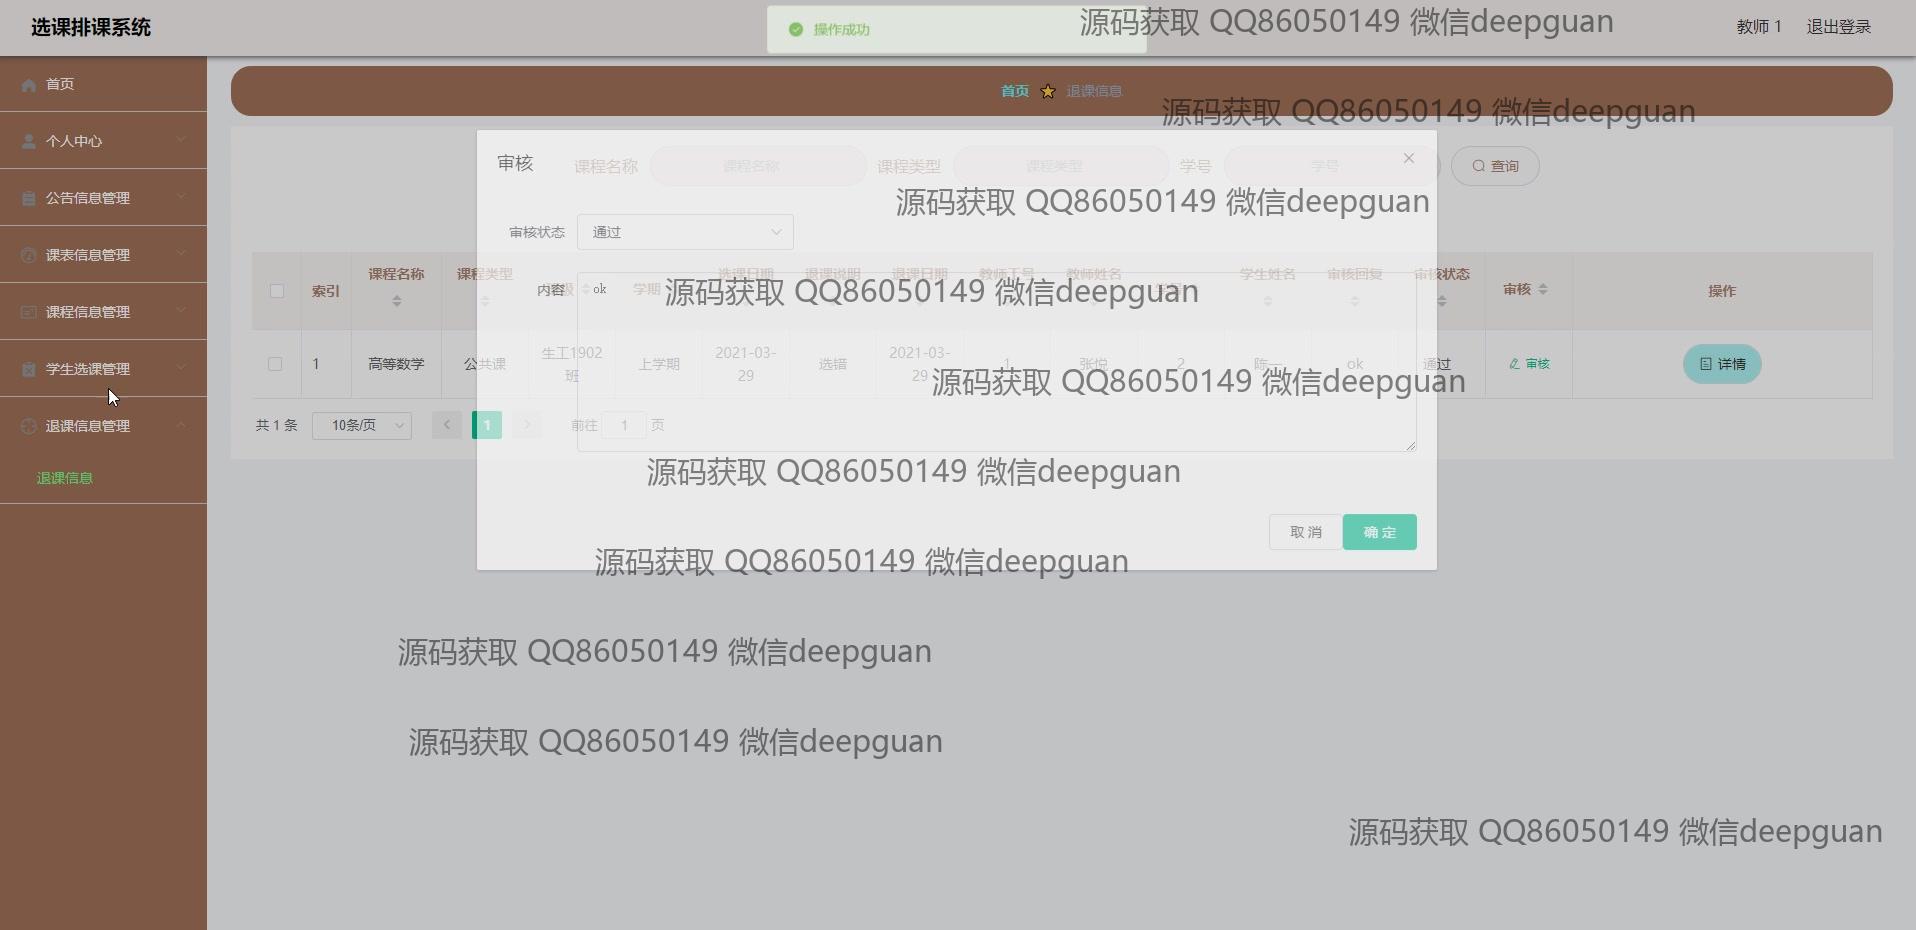 选课排课系统
操作成功
源码获取 QQ86050149 微信deepguan
教师 1 退出登录
首页
首页 退课信息
个人中心
公告信息管理
课表信息管理
课程信息管理
学生选课管理
退课信息管理
退课信息
源码获取 QQ86050149 微信deepguan
审核
课程名称 课程名称 课程类型 课程类型 学号 学号 查询
源码获取 QQ86050149 微信deepguan
审核状态 通过
内容 ok
索引 课程名称 课程类型 班级 学期 选课日期 退课说明 退课日期 教师工号 教师姓名 学号 学生姓名 审核回复 审核状态 审核 操作
源码获取 QQ86050149 微信deepguan
1 高等数学 公共课 生工1902班 上学期 2021-03-29 选错 2021-03-29 1 张悦 2 陈一 ok 通过 审核 详情
源码获取 QQ86050149 微信deepguan
共 1 条 10条/页 1 前往 1 页
源码获取 QQ86050149 微信deepguan
取 消 确 定
源码获取 QQ86050149 微信deepguan
源码获取 QQ86050149 微信deepguan
源码获取 QQ86050149 微信deepguan
源码获取 QQ86050149 微信deepguan